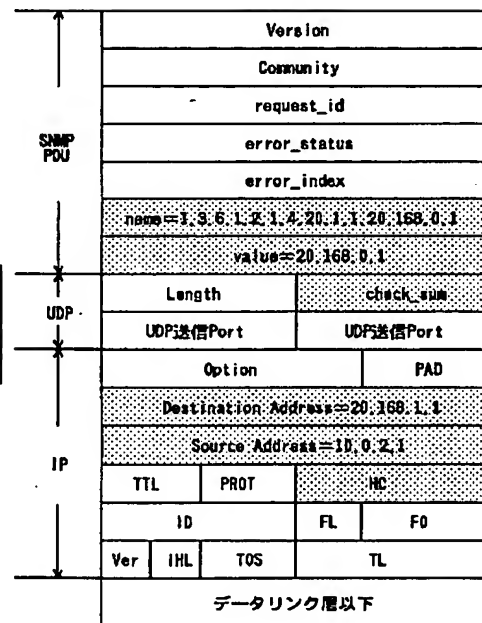 Version
Community
request_id
SNMP
PDU
error_status
error_index
name=1.3.6.1.2.1.4.20.1.1.20.168.0.1
value=20.168.0.1
UDP
Length check_sum
UDP送信Port UDP送信Port
IP
Option PAD
Destination Address=20.168.1.1
Source Address=10.0.2.1
TTL PROT HC
ID FL FO
Ver IHL TOS TL
データリンク層以下